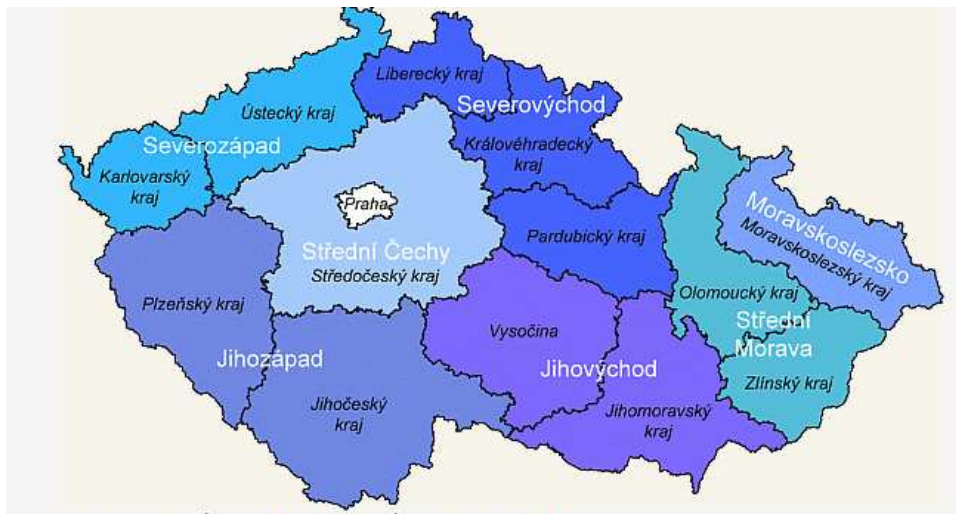 Liberecký kraj
Severovýchod
Ústecký kraj
Severozápad
Královéhradecký
kraj
Karlovarský
kraj
Praha
Moravskoslezsko
Moravskoslezský kraj
Pardubický kraj
Střední Čechy
Středočeský kraj
Plzeňský kraj
Olomoucký kraj
Střední
Morava
Vysočina
Jihozápad
Jihovýchod
Zlínský kraj
Jihočeský
kraj
Jihomoravský
kraj